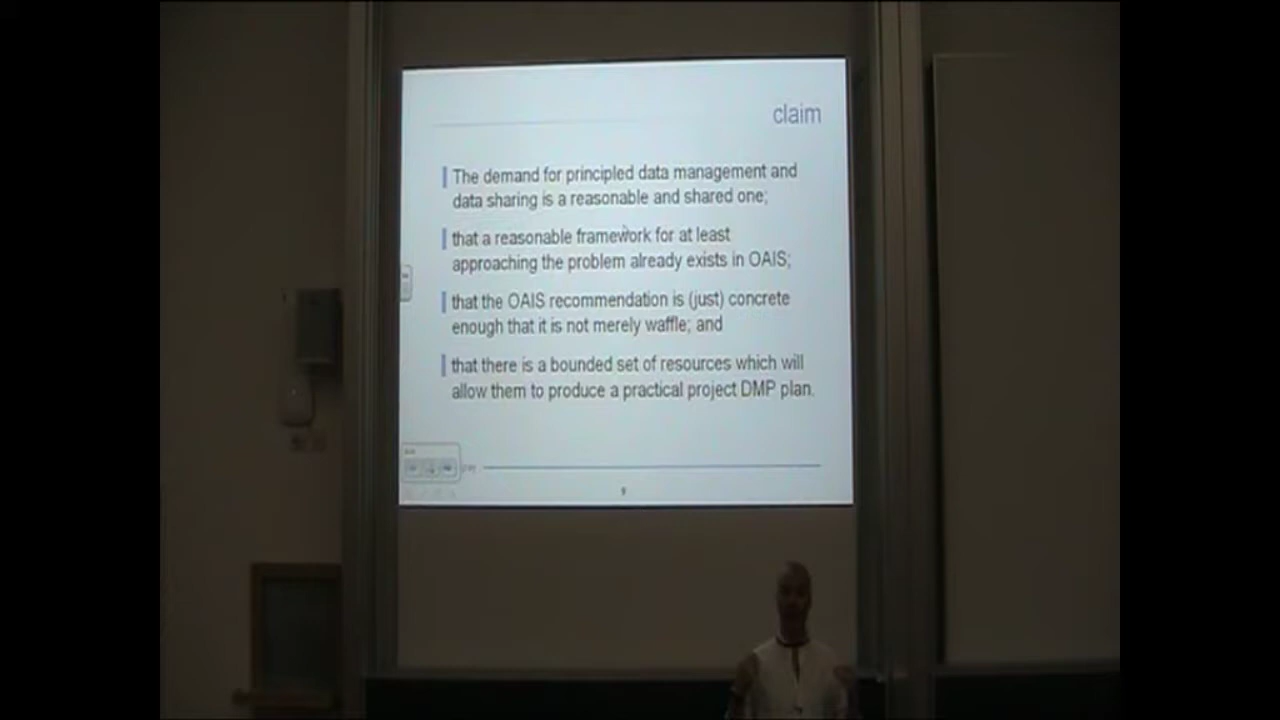 claim
The demand for principled data management and
data sharing is a reasonable and shared one;
that a reasonable framework for at least
approaching the problem already exists in OAIS;
that the OAIS recommendation is (just) concrete
enough that it is not merely waffle; and
that there is a bounded set of resources which will
allow them to produce a practical project DMP plan.
9